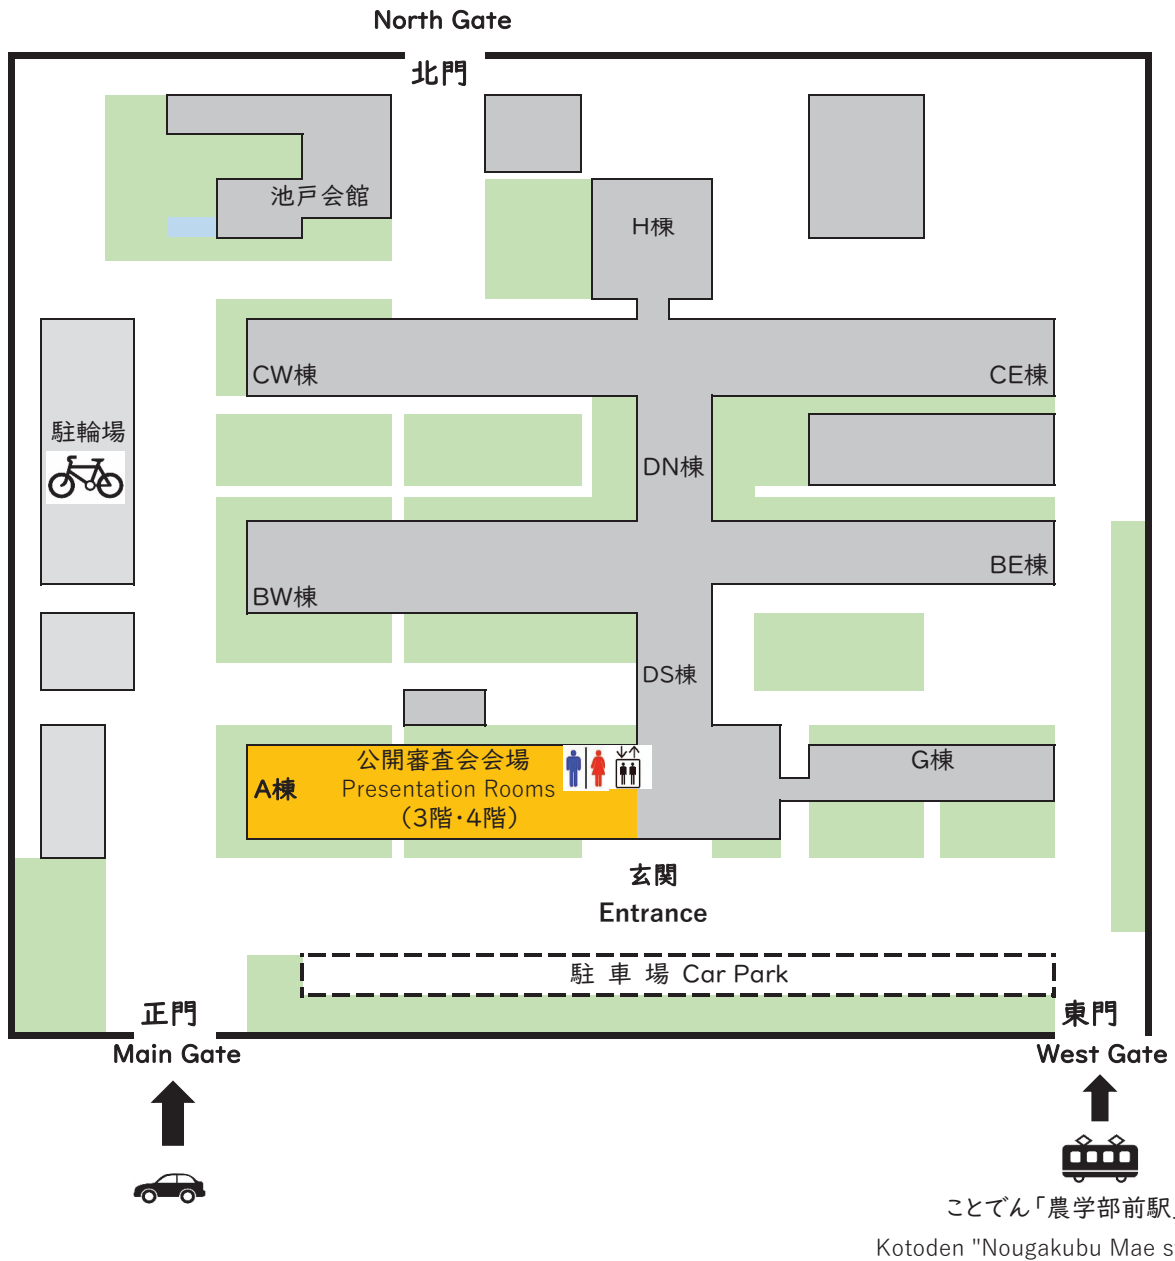 North Gate
北門
池戸会館
H棟
CW棟
CE棟
駐輪場
DN棟
BE棟
BW棟
DS棟
公開審査会会場
G棟
A棟
Presentation Rooms
(3階・4階)
玄関
Entrance
駐 車 場 Car Park
正門
東門
Main Gate
West Gate
ことでん「農学部前駅」
Kotoden "Nougakubu Mae s